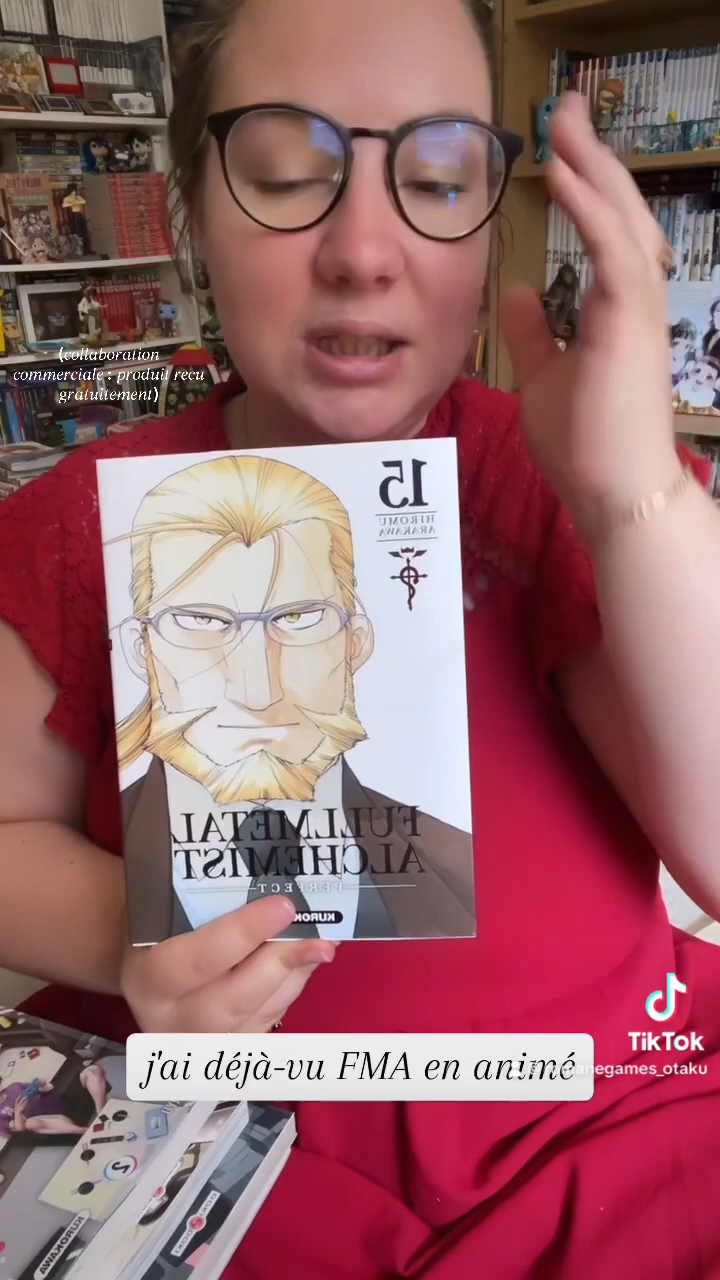 (collaboration
commerciale : produit reçu
gratuitement)
15
HIROMU
ARAKAWA
FULLMETAL
ALCHEMIST
PERFECT
j'ai déjà-vu FMA en animé
TikTok
2
KUROKAWA